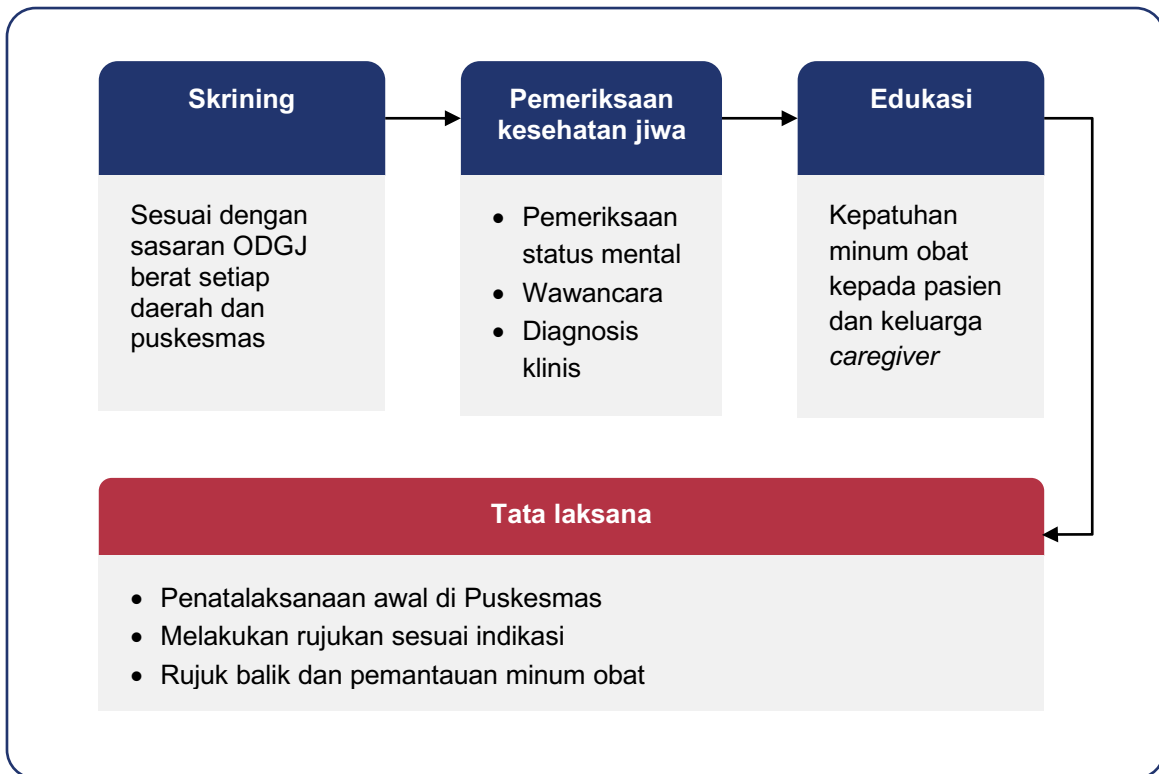 Skrining
Sesuai dengan
sasaran ODGJ
berat setiap
daerah dan
puskesmas
Pemeriksaan
kesehatan jiwa
• Pemeriksaan
status mental
• Wawancara
• Diagnosis
klinis
Edukasi
Kepatuhan
minum obat
kepada pasien
dan keluarga
caregiver
Tata laksana
• Penatalaksanaan awal di Puskesmas
• Melakukan rujukan sesuai indikasi
• Rujuk balik dan pemantauan minum obat